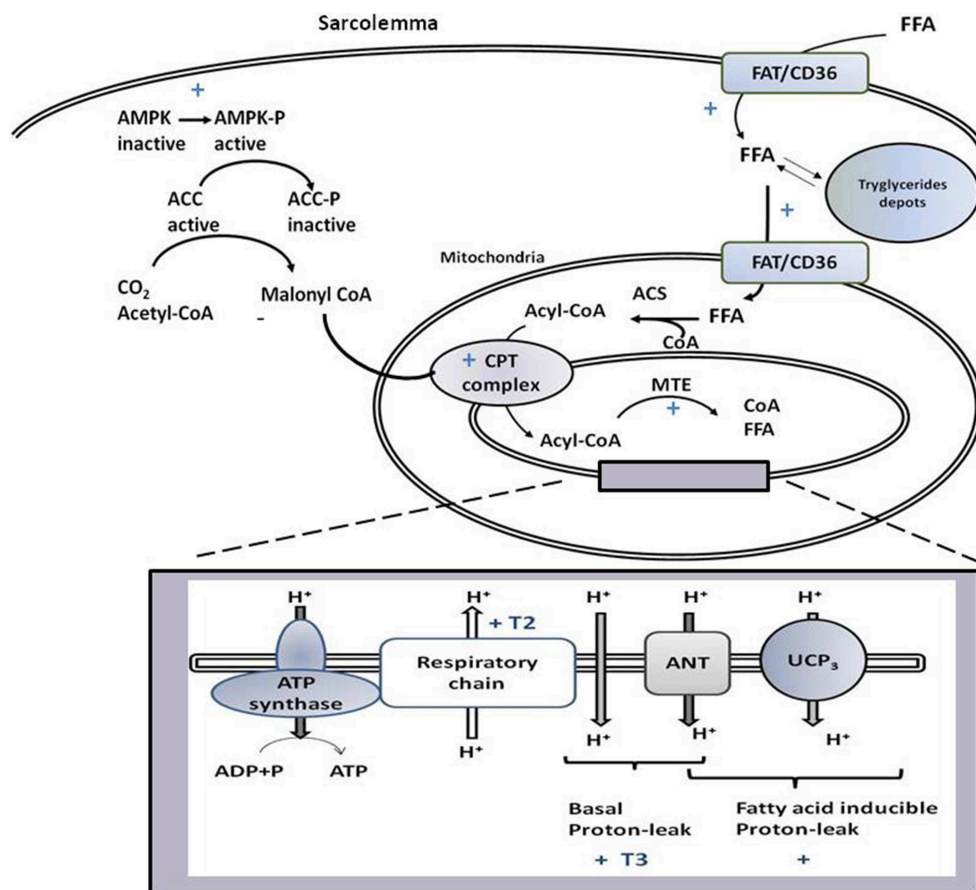 Sarcolemma
FFA
FAT/CD36
+
+
AMPK AMPK-P
inactive active
FFA
Tryglycerides
depots
ACC ACC-P
active inactive
+
Mitochondria
FAT/CD36
CO2
Acetyl-CoA
Malonyl CoA
-
ACS
Acyl-CoA
FFA
CoA
+ CPT
complex
MTE
+
CoA
FFA
Acyl-CoA
H+ H+ H+ H+ H+
+ T2
ATP
synthase
Respiratory
chain
ANT
UCP3
H+ H+ H+ H+
ADP+P ATP
Basal
Proton-leak
+ T3
Fatty acid inducible
Proton-leak
+